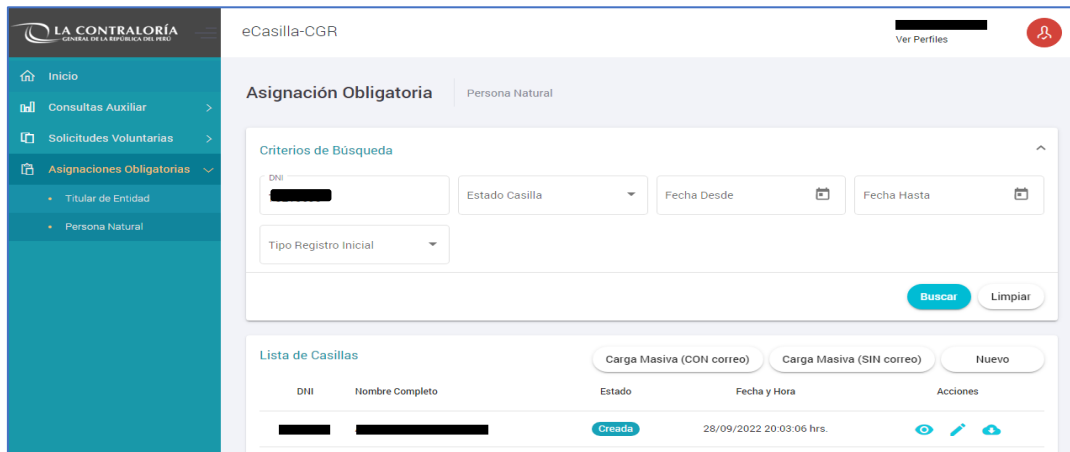 LA CONTRALORÍA
GENERAL DE LA REPÚBLICA DEL PERÚ
eCasilla-CGR
Ver Perfiles
Inicio
Consultas Auxiliar
Solicitudes Voluntarias
Asignaciones Obligatorias
Titular de Entidad
Persona Natural
Asignación Obligatoria Persona Natural
Criterios de Búsqueda
DNI
Estado Casilla Fecha Desde Fecha Hasta
Tipo Registro Inicial
Buscar Limpiar
Lista de Casillas Carga Masiva (CON correo) Carga Masiva (SIN correo) Nuevo
DNI Nombre Completo Estado Fecha y Hora Acciones
Creada 28/09/2022 20:03:06 hrs.